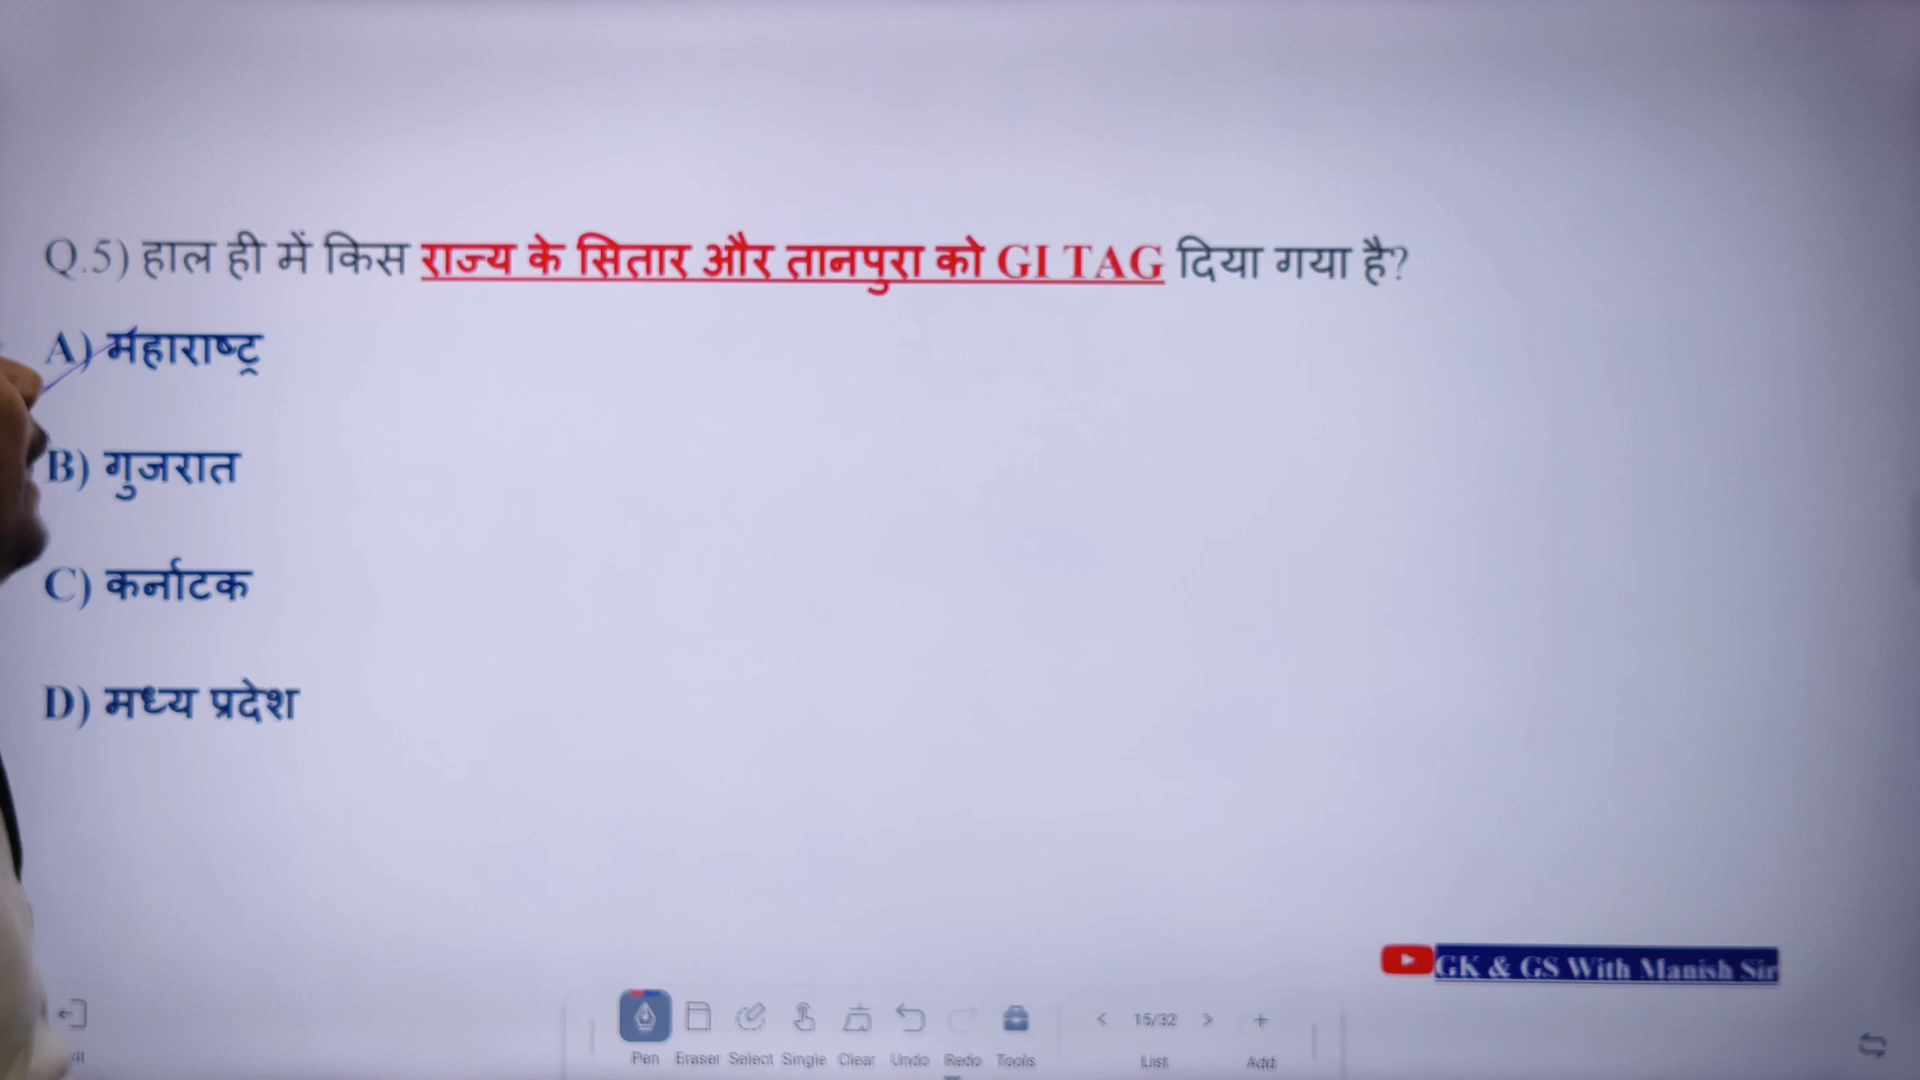 Q.5) हाल ही में किस राज्य के सितार और तानपुरा को GI TAG दिया गया है?
A) महाराष्ट्र
B) गुजरात
C) कर्नाटक
D) मध्य प्रदेश
GK & GS With Manish Sir
Pen Eraser Select Single Clear Undo Redo Tools
< 15/32 > +
List Add